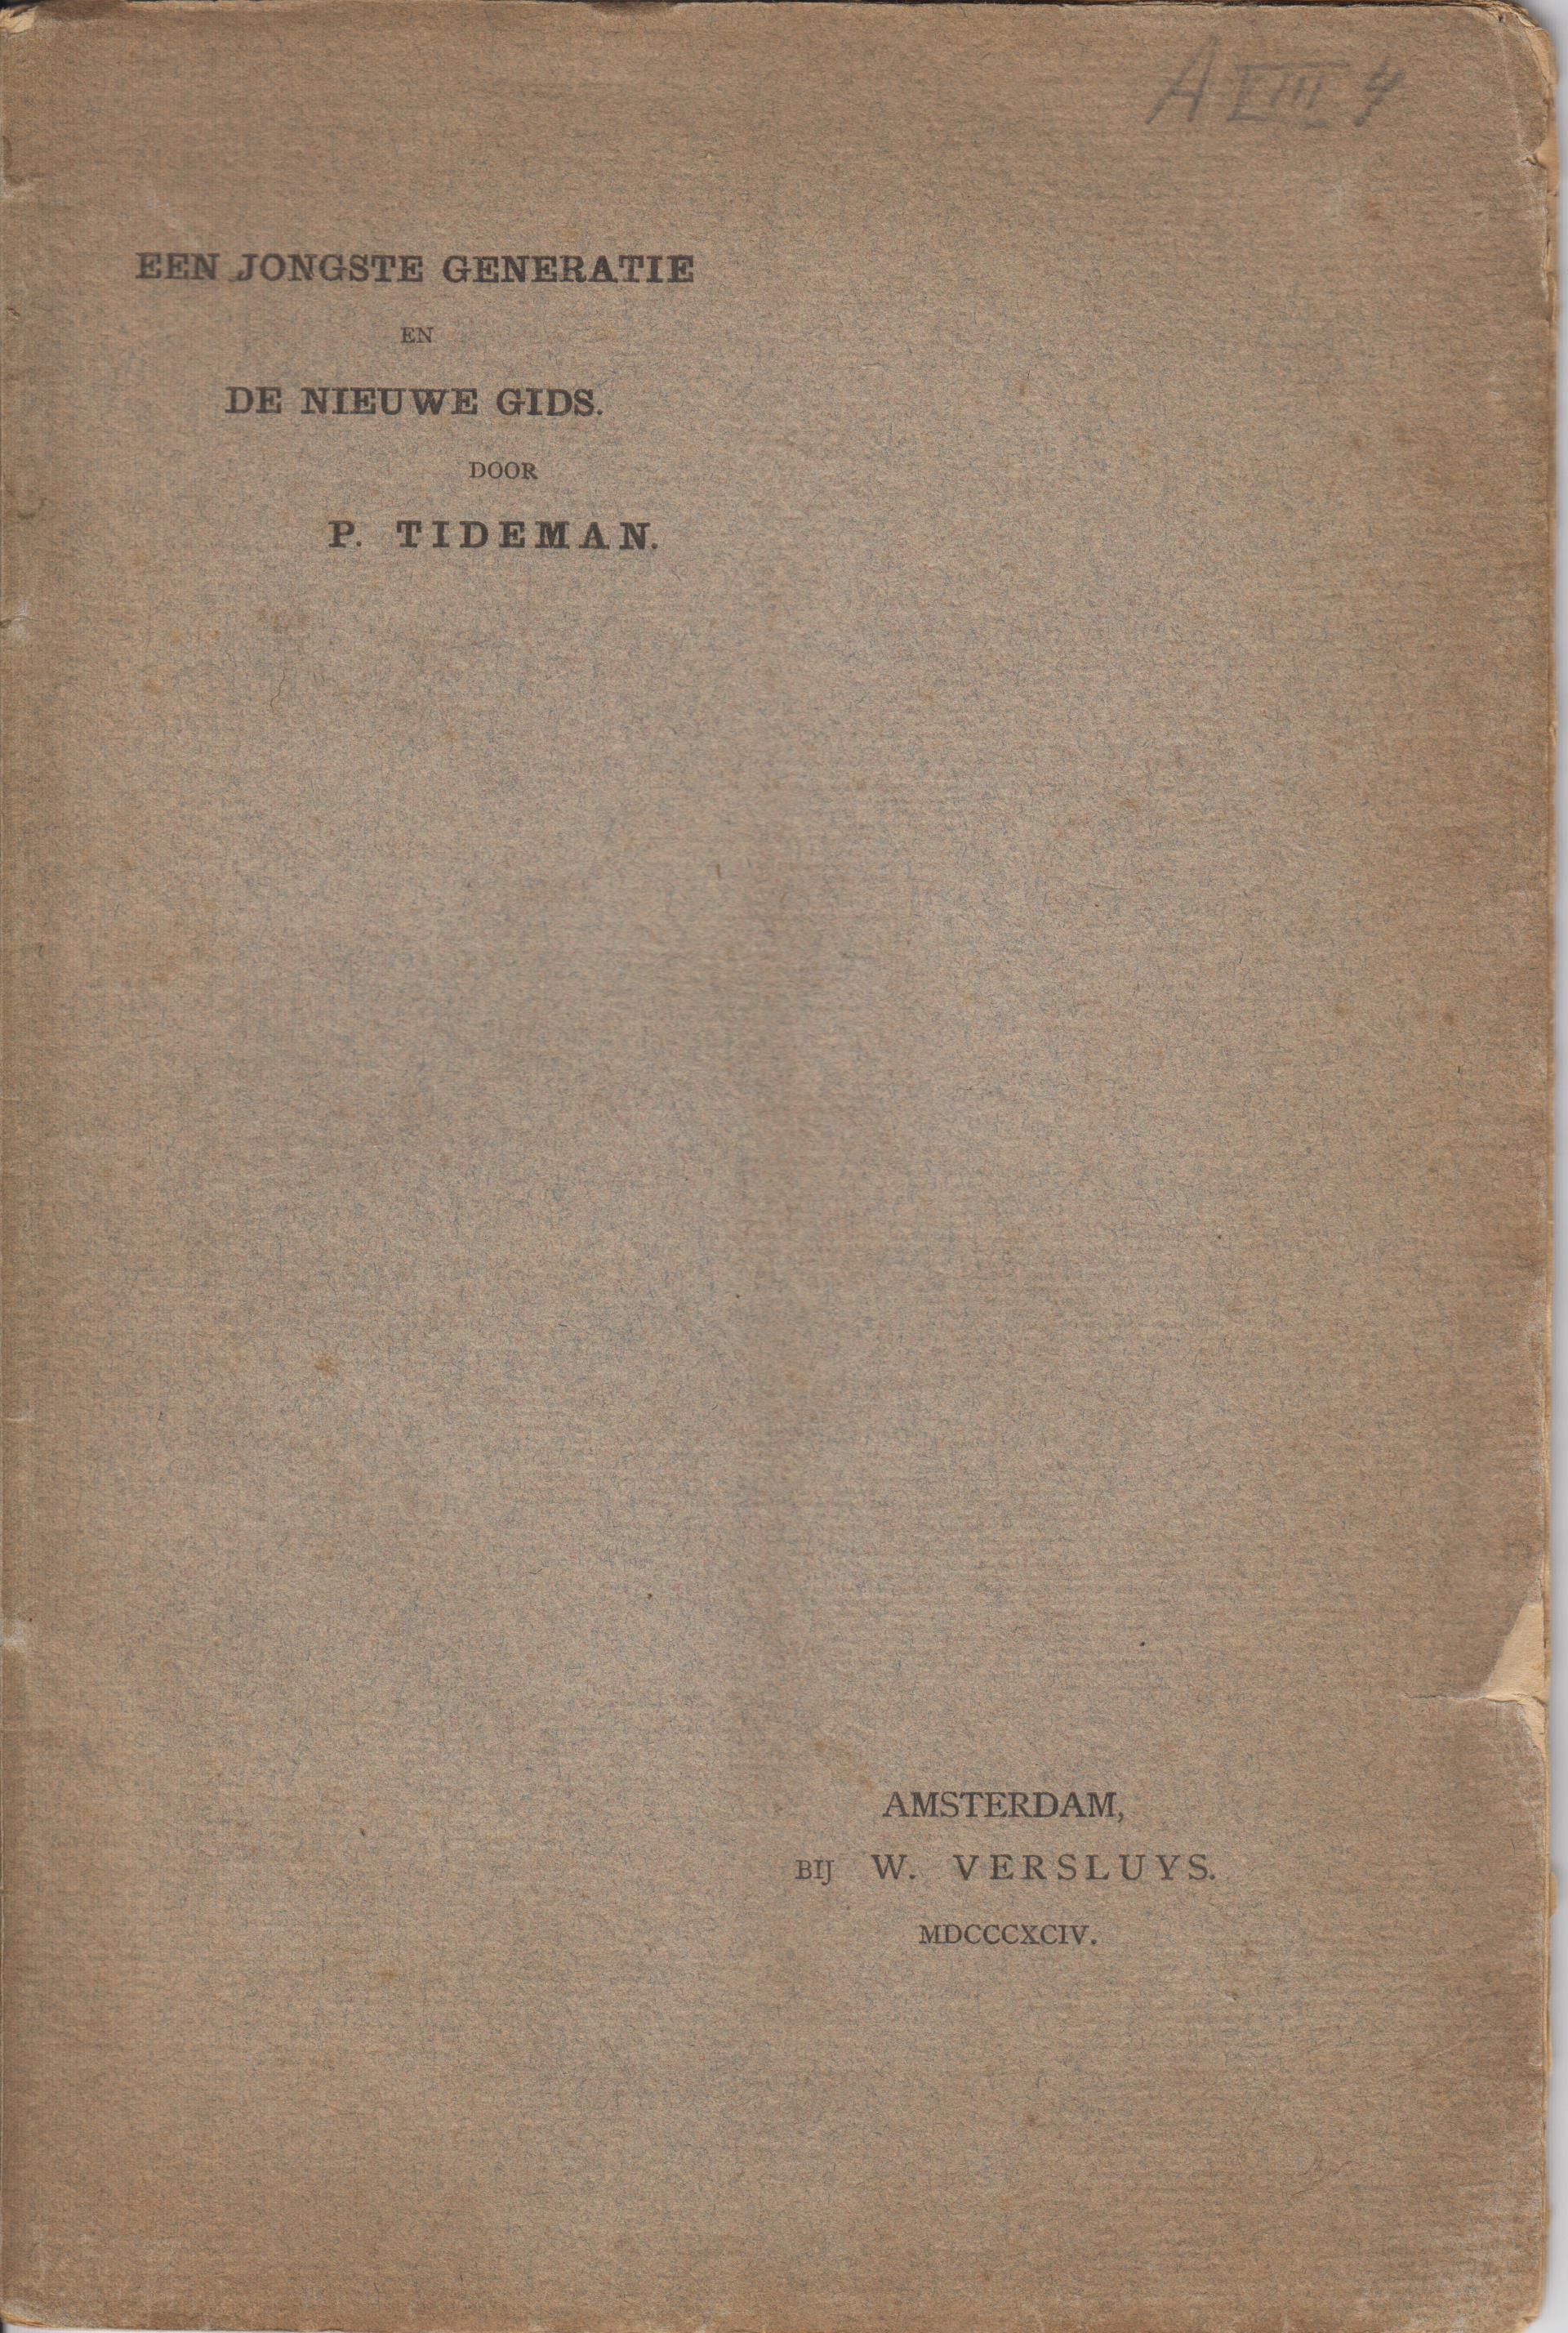 A VIII 4
EEN JONGSTE GENERATIE
EN
DE NIEUWE GIDS.
DOOR
P. TIDEMAN.
AMSTERDAM,
BIJ W. VERSLUYS.
MDCCCXCIV.